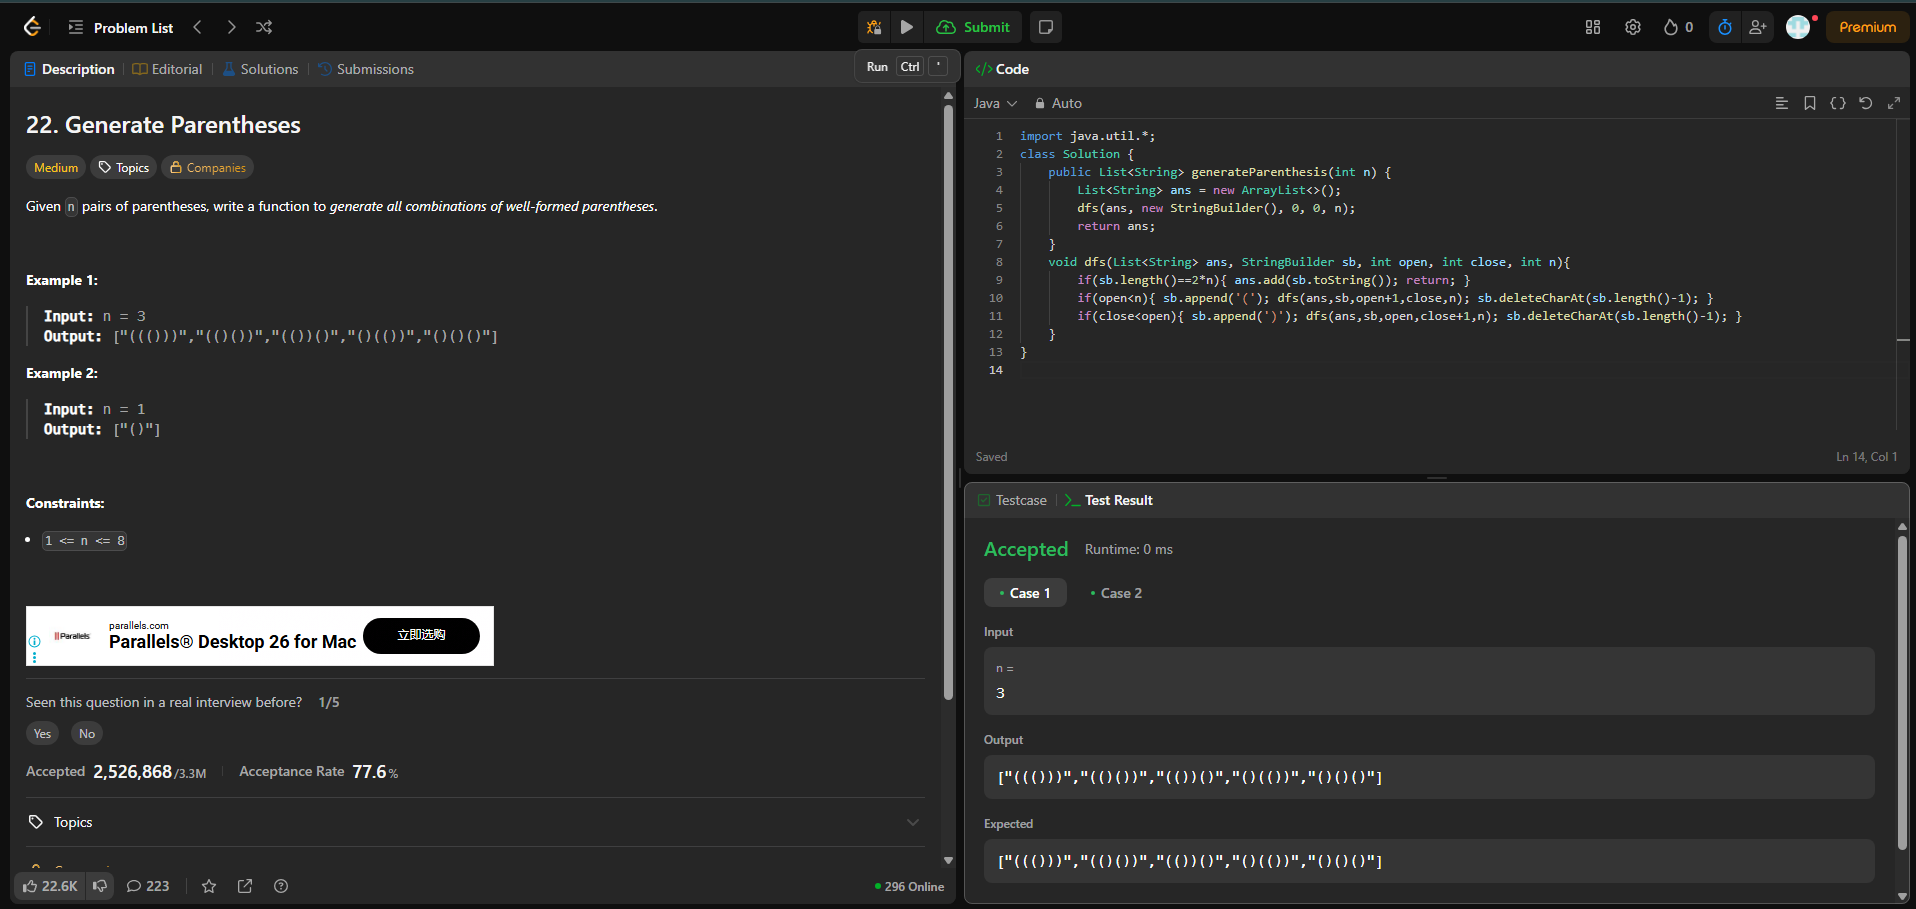 Problem List
Submit
0
Premium
Description
Editorial
Solutions
Submissions
Run Ctrl '
22. Generate Parentheses
Medium
Topics
Companies
Given n pairs of parentheses, write a function to generate all combinations of well-formed parentheses.
Example 1:
Input: n = 3
Output: ["((()))","(()())","(())()","()(())","()()()"]
Example 2:
Input: n = 1
Output: ["()"]
Constraints:
1 <= n <= 8
parallels.com
Parallels
Parallels® Desktop 26 for Mac
立即选购
Seen this question in a real interview before? 1/5
Yes
No
Accepted 2,526,868/3.3M
Acceptance Rate 77.6%
Topics
22.6K
223
296 Online
</> Code
Java
Auto
1 import java.util.*;
2 class Solution {
3 public List<String> generateParenthesis(int n) {
4 List<String> ans = new ArrayList<>();
5 dfs(ans, new StringBuilder(), 0, 0, n);
6 return ans;
7 }
8 void dfs(List<String> ans, StringBuilder sb, int open, int close, int n){
9 if(sb.length()==2*n){ ans.add(sb.toString()); return; }
10 if(open<n){ sb.append('('); dfs(ans,sb,open+1,close,n); sb.deleteCharAt(sb.length()-1); }
11 if(close<open){ sb.append(')'); dfs(ans,sb,open,close+1,n); sb.deleteCharAt(sb.length()-1); }
12 }
13 }
14
Saved
Ln 14, Col 1
Testcase
Test Result
Accepted
Runtime: 0 ms
Case 1
Case 2
Input
n =
3
Output
["((()))","(()())","(())()","()(())","()()()"]
Expected
["((()))","(()())","(())()","()(())","()()()"]